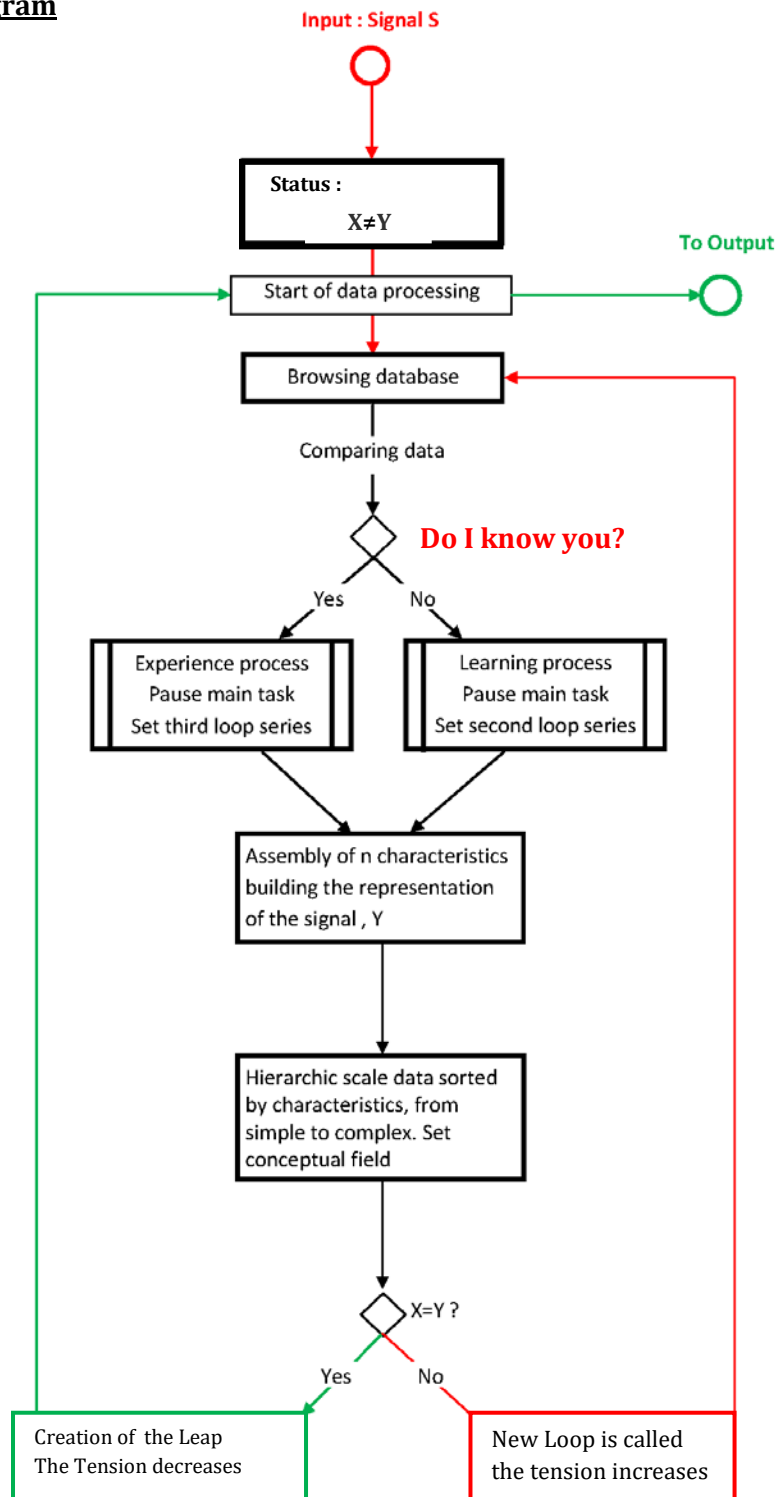 gram
Input : Signal S
Status :
X≠Y
To Output
Start of data processing
Browsing database
Comparing data
Do I know you?
Yes
No
Experience process
Pause main task
Set third loop series
Learning process
Pause main task
Set second loop series
Assembly of n characteristics
building the representation
of the signal , Y
Hierarchic scale data sorted
by characteristics, from
simple to complex. Set
conceptual field
X=Y ?
Yes
No
Creation of the Leap
The Tension decreases
New Loop is called
the tension increases